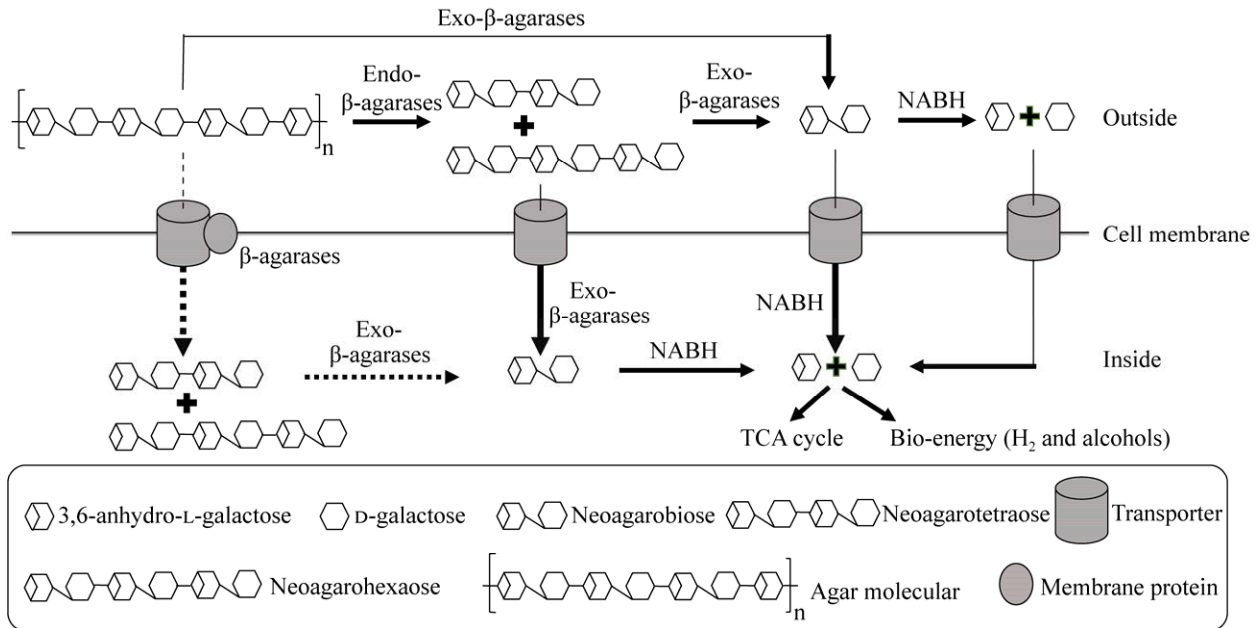 Exo-β-agarases
Endo-
β-agarases
Exo-
β-agarases
NABH
Outside
n
Cell membrane
β-agarases
Exo-
β-agarases
NABH
Exo-
β-agarases
NABH
Inside
TCA cycle
Bio-energy (H₂ and alcohols)
3,6-anhydro-L-galactose
D-galactose
Neoagarobiose
Neoagarotetraose
Transporter
Neoagarohexaose
n
Agar molecular
Membrane protein